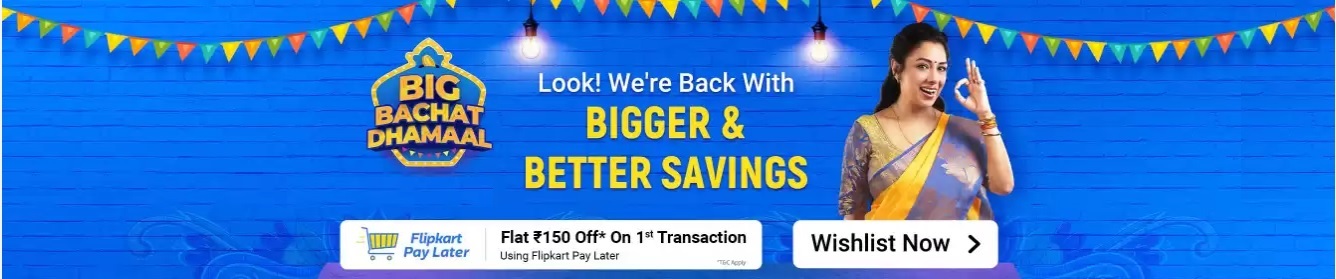 BIG
BACHAT
DHAMAAL
Look! We're Back With
BIGGER &
BETTER SAVINGS
Flipkart
Pay Later
Flat ₹150 Off* On 1st Transaction
Using Flipkart Pay Later
*T&C Apply
Wishlist Now